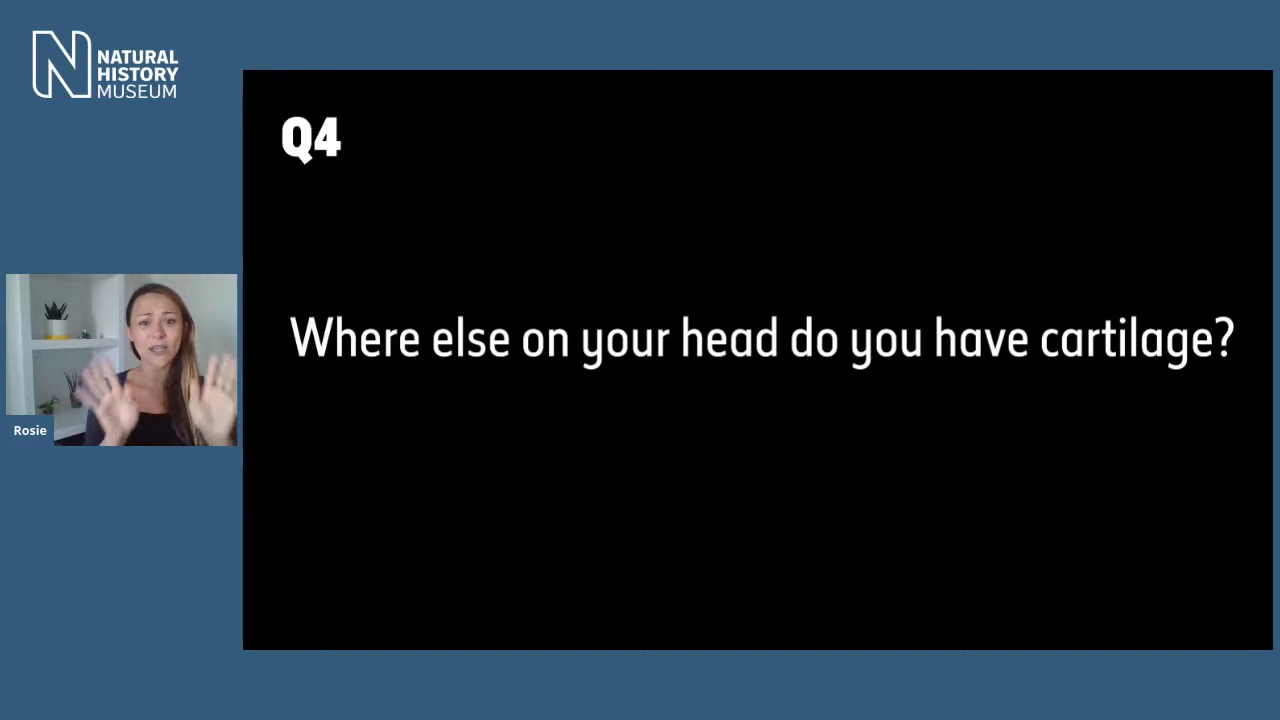 NATURAL
HISTORY
MUSEUM
Q4
Where else on your head do you have cartilage?
Rosie